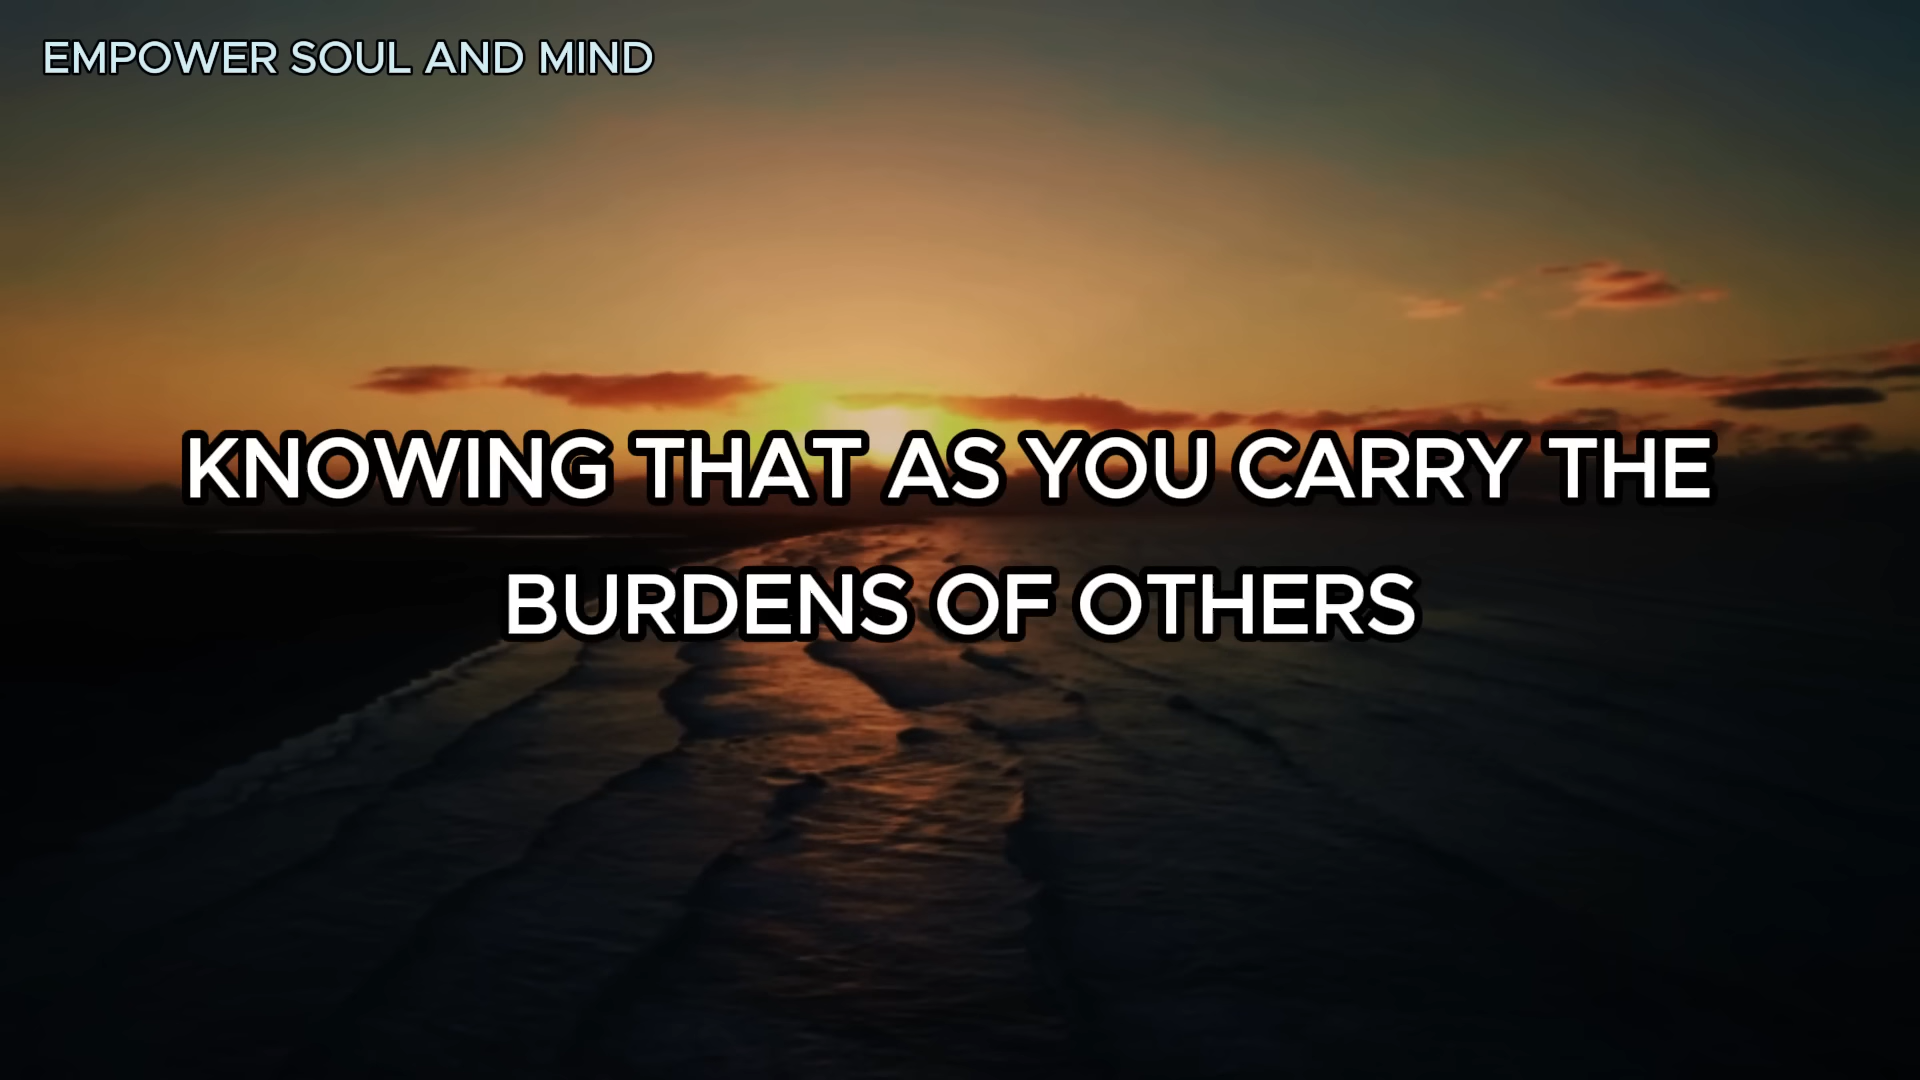 EMPOWER SOUL AND MIND
KNOWING THAT AS YOU CARRY THE
BURDENS OF OTHERS